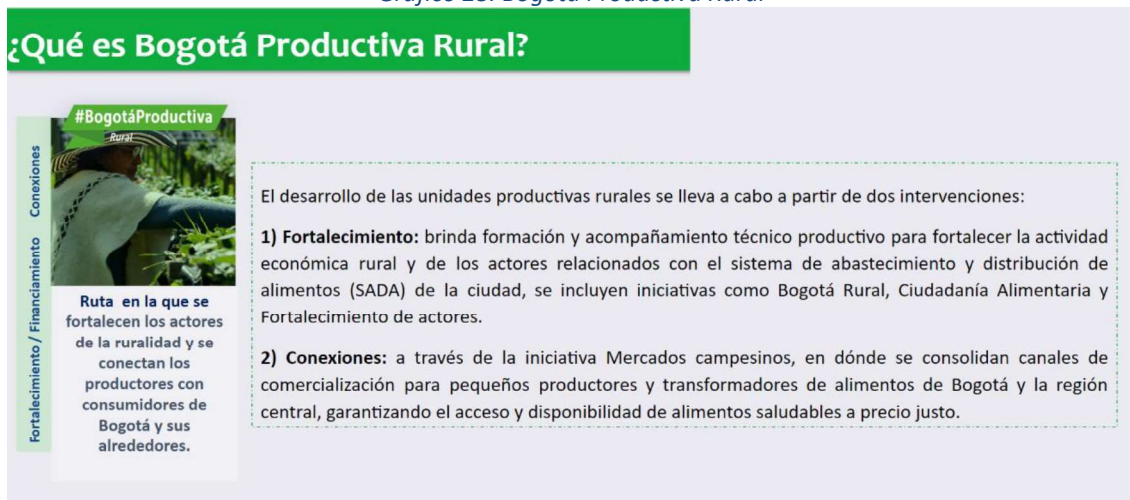 ¿Qué es Bogotá Productiva Rural?
#BogotáProductiva
Rural
Fortalecimiento / Financiamiento Conexiones
Ruta en la que se
fortalecen los actores
de la ruralidad y se
conectan los
productores con
consumidores de
Bogotá y sus
alrededores.
El desarrollo de las unidades productivas rurales se lleva a cabo a partir de dos intervenciones:
1) Fortalecimiento: brinda formación y acompañamiento técnico productivo para fortalecer la actividad
económica rural y de los actores relacionados con el sistema de abastecimiento y distribución de
alimentos (SADA) de la ciudad, se incluyen iniciativas como Bogotá Rural, Ciudadanía Alimentaria y
Fortalecimiento de actores.
2) Conexiones: a través de la iniciativa Mercados campesinos, en dónde se consolidan canales de
comercialización para pequeños productores y transformadores de alimentos de Bogotá y la región
central, garantizando el acceso y disponibilidad de alimentos saludables a precio justo.